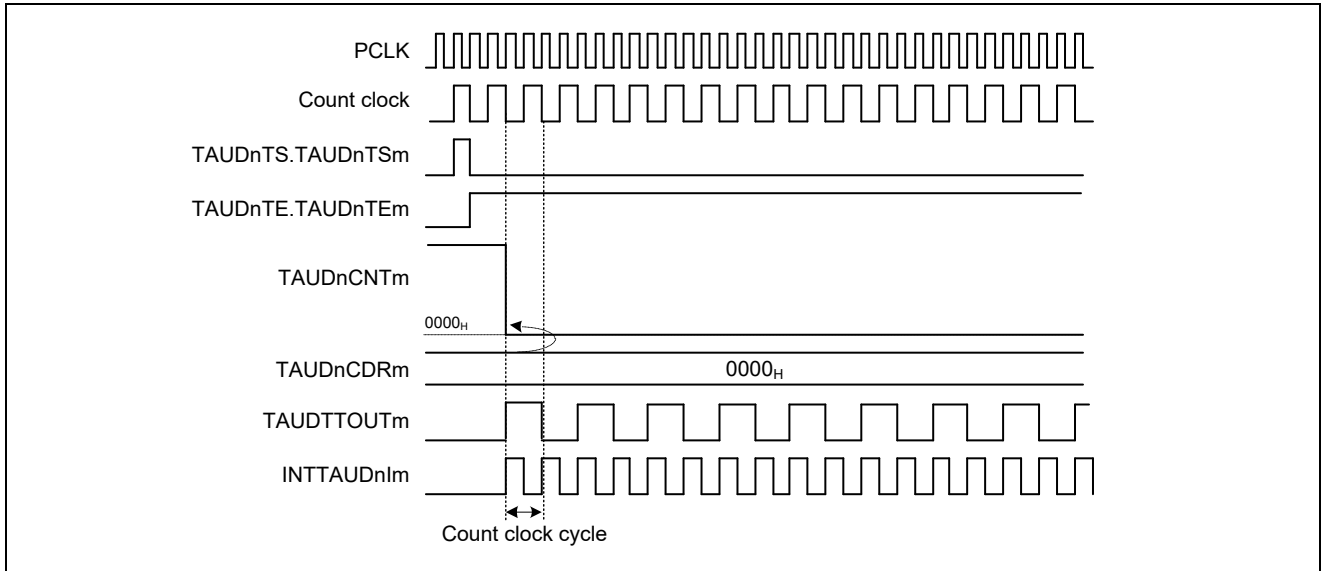 PCLK
Count clock
TAUDnTS.TAUDnTSm
TAUDnTE.TAUDnTEm
TAUDnCNTm
0000H
TAUDnCDRm
0000H
TAUDTTOUTm
INTTAUDnIm
Count clock cycle